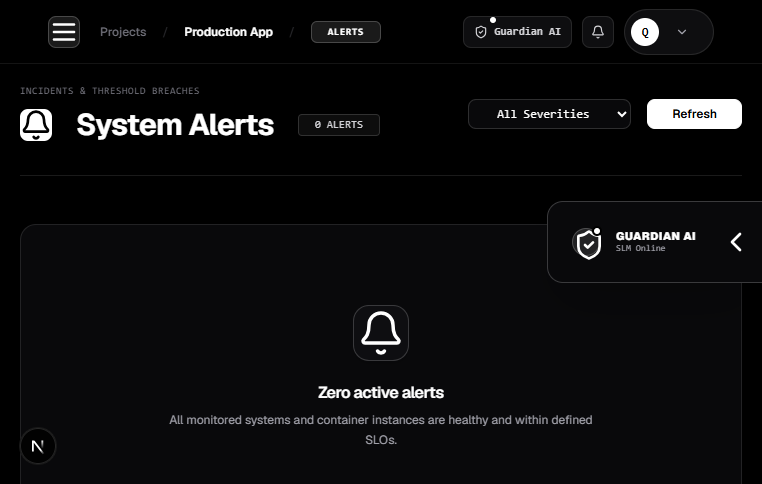 Projects / Production App / ALERTS
Guardian AI
Q
INCIDENTS & THRESHOLD BREACHES
System Alerts
0 ALERTS
All Severities
Refresh
GUARDIAN AI
SLM Online
Zero active alerts
All monitored systems and container instances are healthy and within defined
SLOs.
N